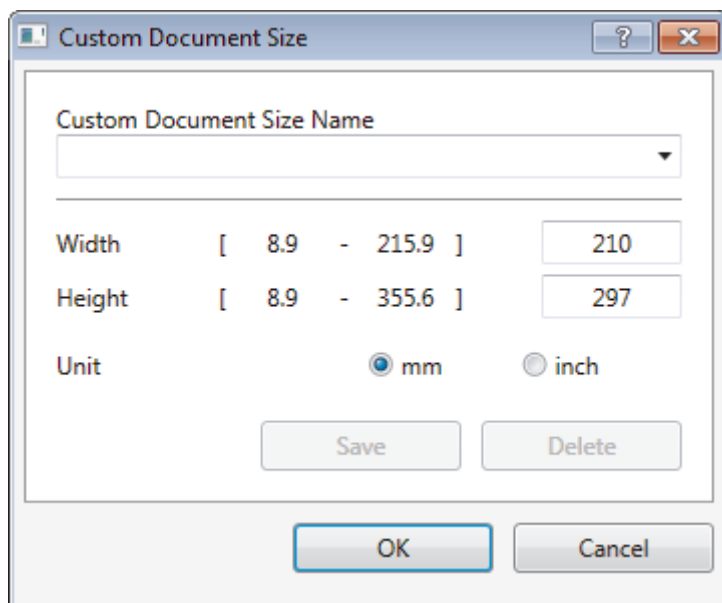 Custom Document Size
Custom Document Size Name
Width [ 8.9 - 215.9 ] 210
Height [ 8.9 - 355.6 ] 297
Unit mm inch
Save Delete
OK Cancel